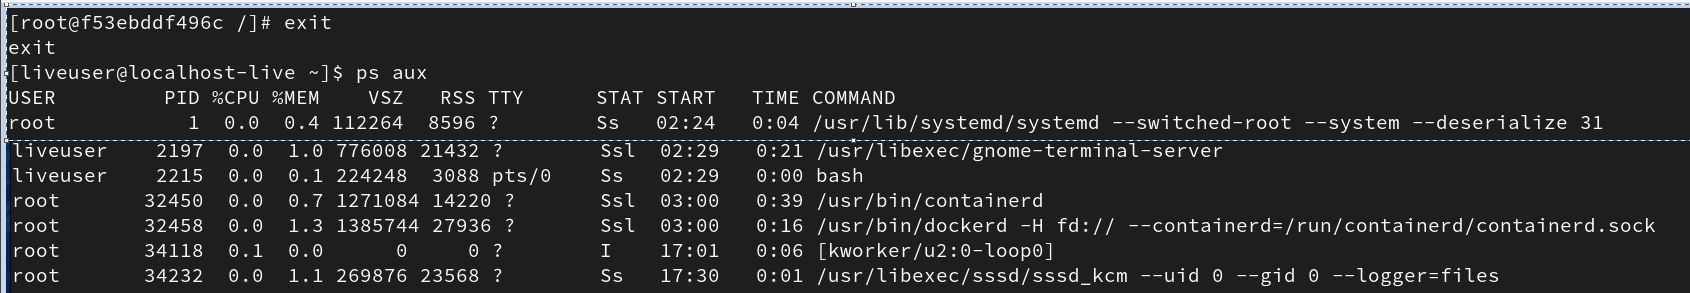 [root@f53ebddf496c /]# exit
exit
[liveuser@localhost-live ~]$ ps aux
USER         PID %CPU %MEM    VSZ   RSS TTY      STAT START   TIME COMMAND
root           1  0.0  0.4 112264  8596 ?        Ss   02:24   0:04 /usr/lib/systemd/systemd --switched-root --system --deserialize 31
liveuser    2197  0.0  1.0 776008 21432 ?        Ssl  02:29   0:21 /usr/libexec/gnome-terminal-server
liveuser    2215  0.0  0.1 224248  3088 pts/0    Ss   02:29   0:00 bash
root       32450  0.0  0.7 1271084 14220 ?       Ssl  03:00   0:39 /usr/bin/containerd
root       32458  0.0  1.3 1385744 27936 ?       Ssl  03:00   0:16 /usr/bin/dockerd -H fd:// --containerd=/run/containerd/containerd.sock
root       34118  0.1  0.0      0     0 ?        I    17:01   0:06 [kworker/u2:0-loop0]
root       34232  0.0  1.1 269876 23568 ?        Ss   17:30   0:01 /usr/libexec/sssd/sssd_kcm --uid 0 --gid 0 --logger=files